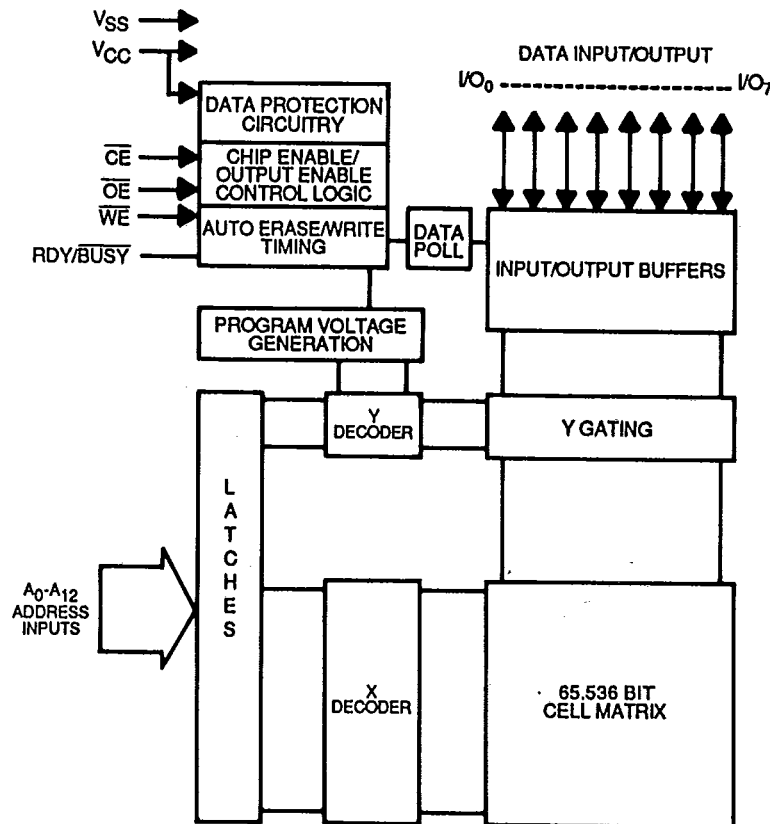 VSS
VCC
DATA INPUT/OUTPUT
I/O0
I/O7
DATA PROTECTION
CIRCUITRY
CE
OE
WE
RDY/BUSY
CHIP ENABLE/
OUTPUT ENABLE
CONTROL LOGIC
AUTO ERASE/WRITE
TIMING
DATA
POLL
INPUT/OUTPUT BUFFERS
PROGRAM VOLTAGE
GENERATION
Y
DECODER
Y GATING
LATCHES
A0-A12
ADDRESS
INPUTS
X
DECODER
65.536 BIT
CELL MATRIX